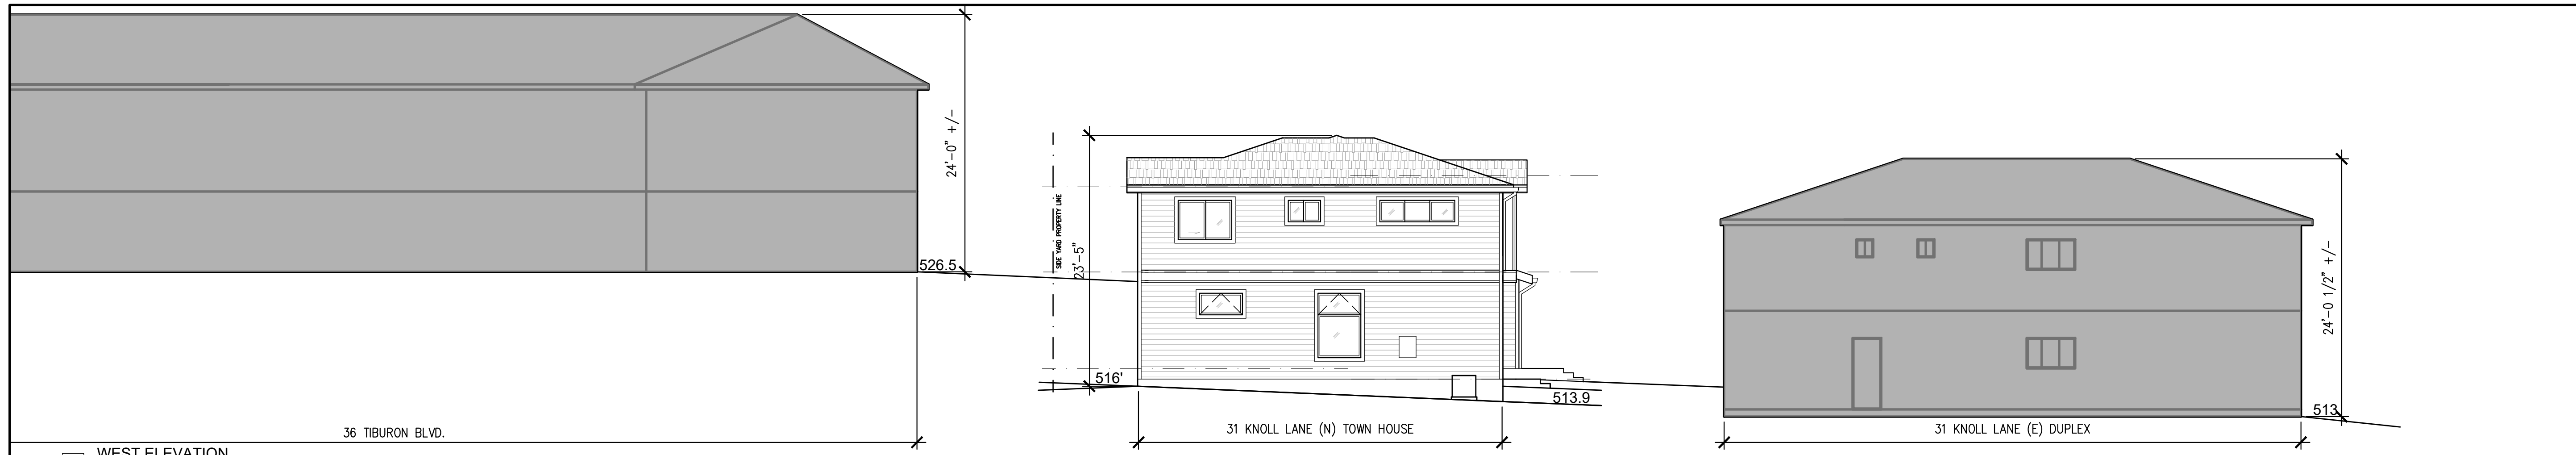 24'-0" +/-
526.5
SIDE YARD PROPERTY LINE
23'-5"
516'
513.9
24'-0 1/2" +/-
513
36 TIBURON BLVD.
31 KNOLL LANE (N) TOWN HOUSE
31 KNOLL LANE (E) DUPLEX
WEST ELEVATION